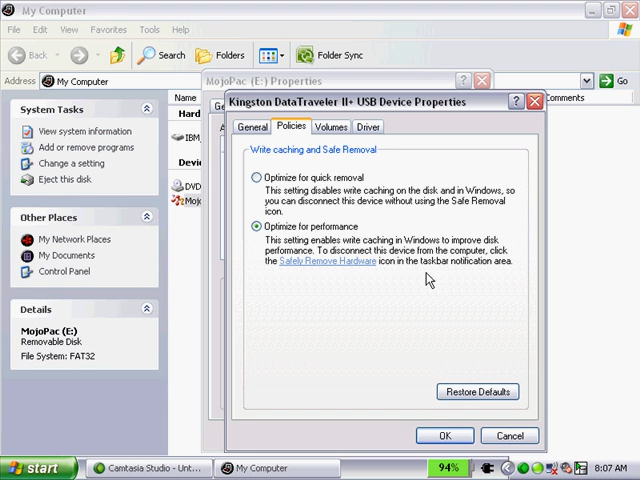 My Computer
File Edit View Favorites Tools Help
Back Search Folders Folder Sync
Address My Computer Go
System Tasks
View system information
Add or remove programs
Change a setting
Eject this disk
Other Places
My Network Places
My Documents
Control Panel
Details
MojoPac (E:)
Removable Disk
File System: FAT32
Name
Comments
Hard
IBM_
DVD
Mojo
MojoPac (E:) Properties
Kingston DataTraveler II+ USB Device Properties
General Policies Volumes Driver
Write caching and Safe Removal
Optimize for quick removal
This setting disables write caching on the disk and in Windows, so
you can disconnect this device without using the Safe Removal
icon.
Optimize for performance
This setting enables write caching in Windows to improve disk
performance. To disconnect this device from the computer, click
the Safely Remove Hardware icon in the taskbar notification area.
Restore Defaults
OK Cancel
start
Camtasia Studio - Unt...
My Computer
94%
8:07 AM